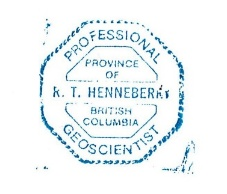 PROFESSIONAL
PROVINCE
OF
R. T. HENNEBERRY
BRITISH
COLUMBIA
GEOSCIENTIST